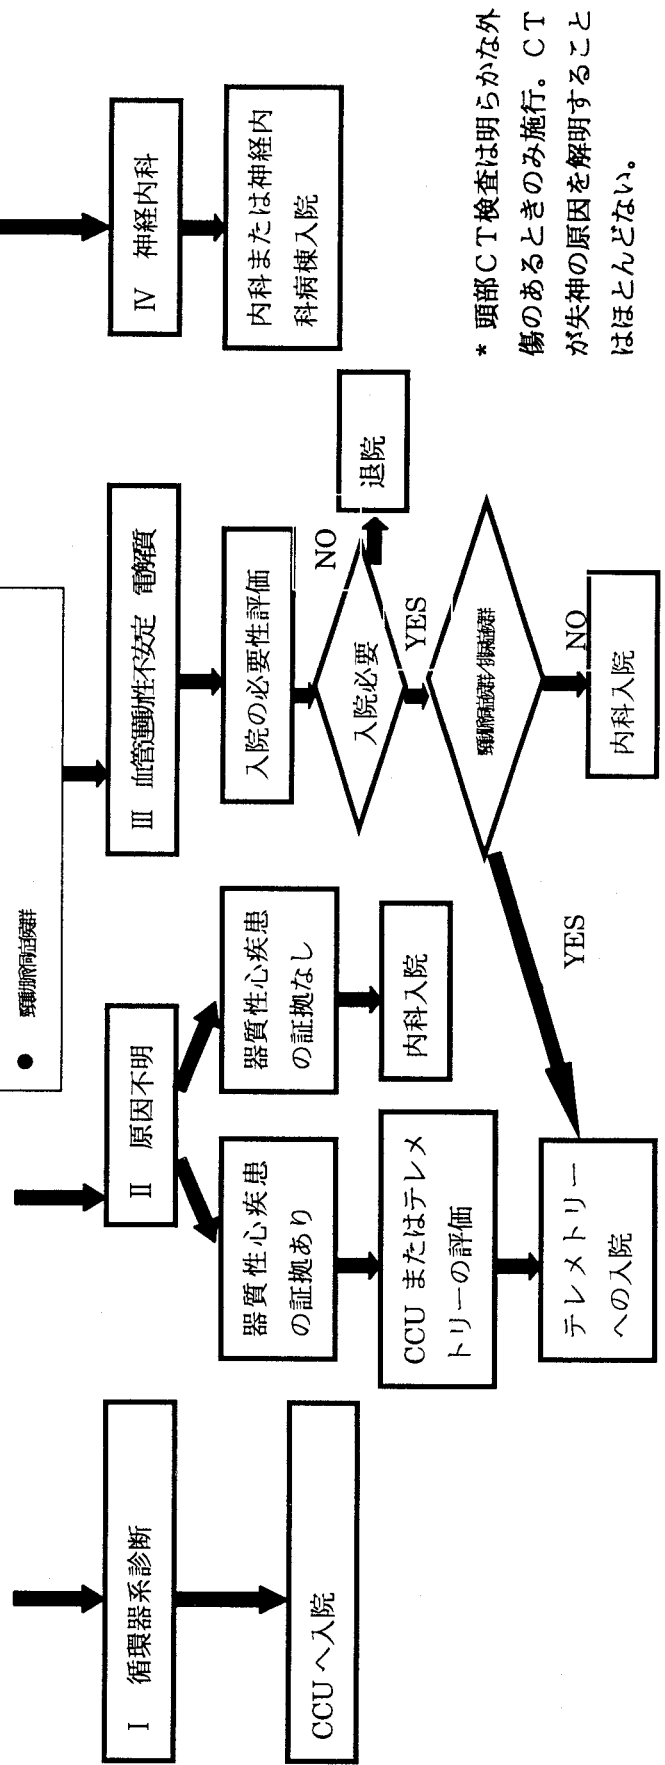 ● 頸動脈洞症候群
I 循環器系診断
CCU へ入院
II 原因不明
器質性心疾患
の証拠あり
CCU またはテレメ
トリーの評価
テレメトリー
への入院
器質性心疾患
の証拠なし
内科入院
III 血管運動性不安定 電解質
入院の必要性評価
入院必要
NO
退院
YES
YES
NO
内科入院
IV 神経内科
内科または神経内
科病棟入院
* 頭部ＣＴ検査は明らかな外
傷のあるときのみ施行。ＣＴ
が失神の原因を解明すること
はほとんどない。